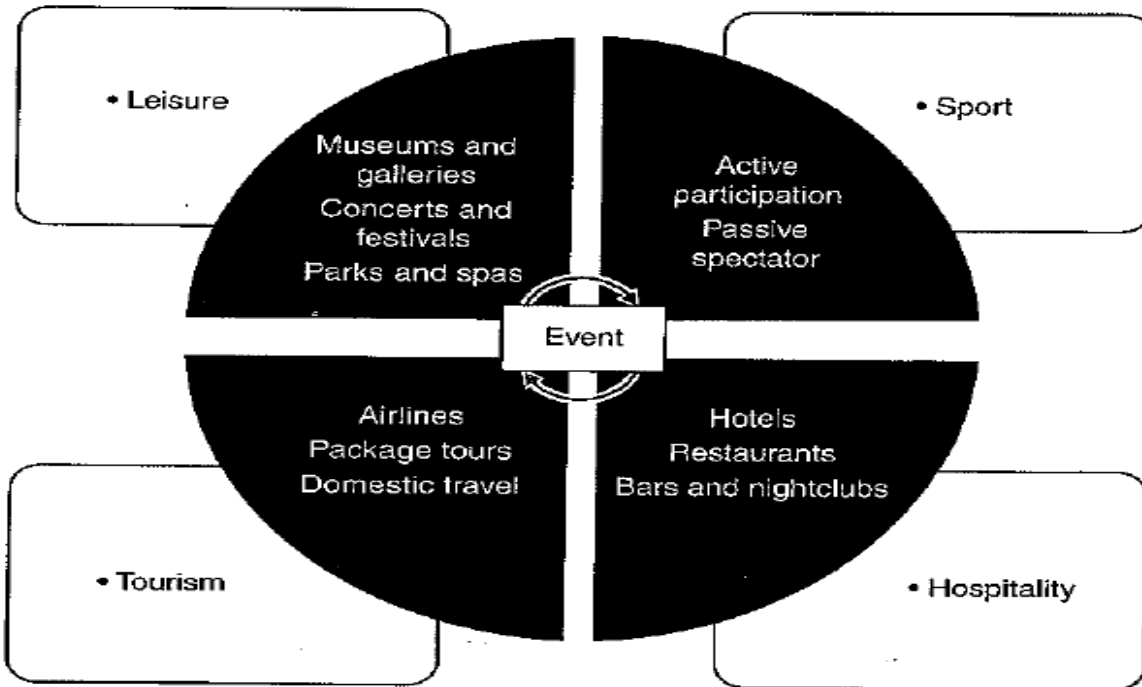 • Leisure
Museums and
galleries
Concerts and
festivals
Parks and spas
• Sport
Active
participation
Passive
spectator
Event
Airlines
Package tours
Domestic travel
• Tourism
Hotels
Restaurants
Bars and nightclubs
• Hospitality